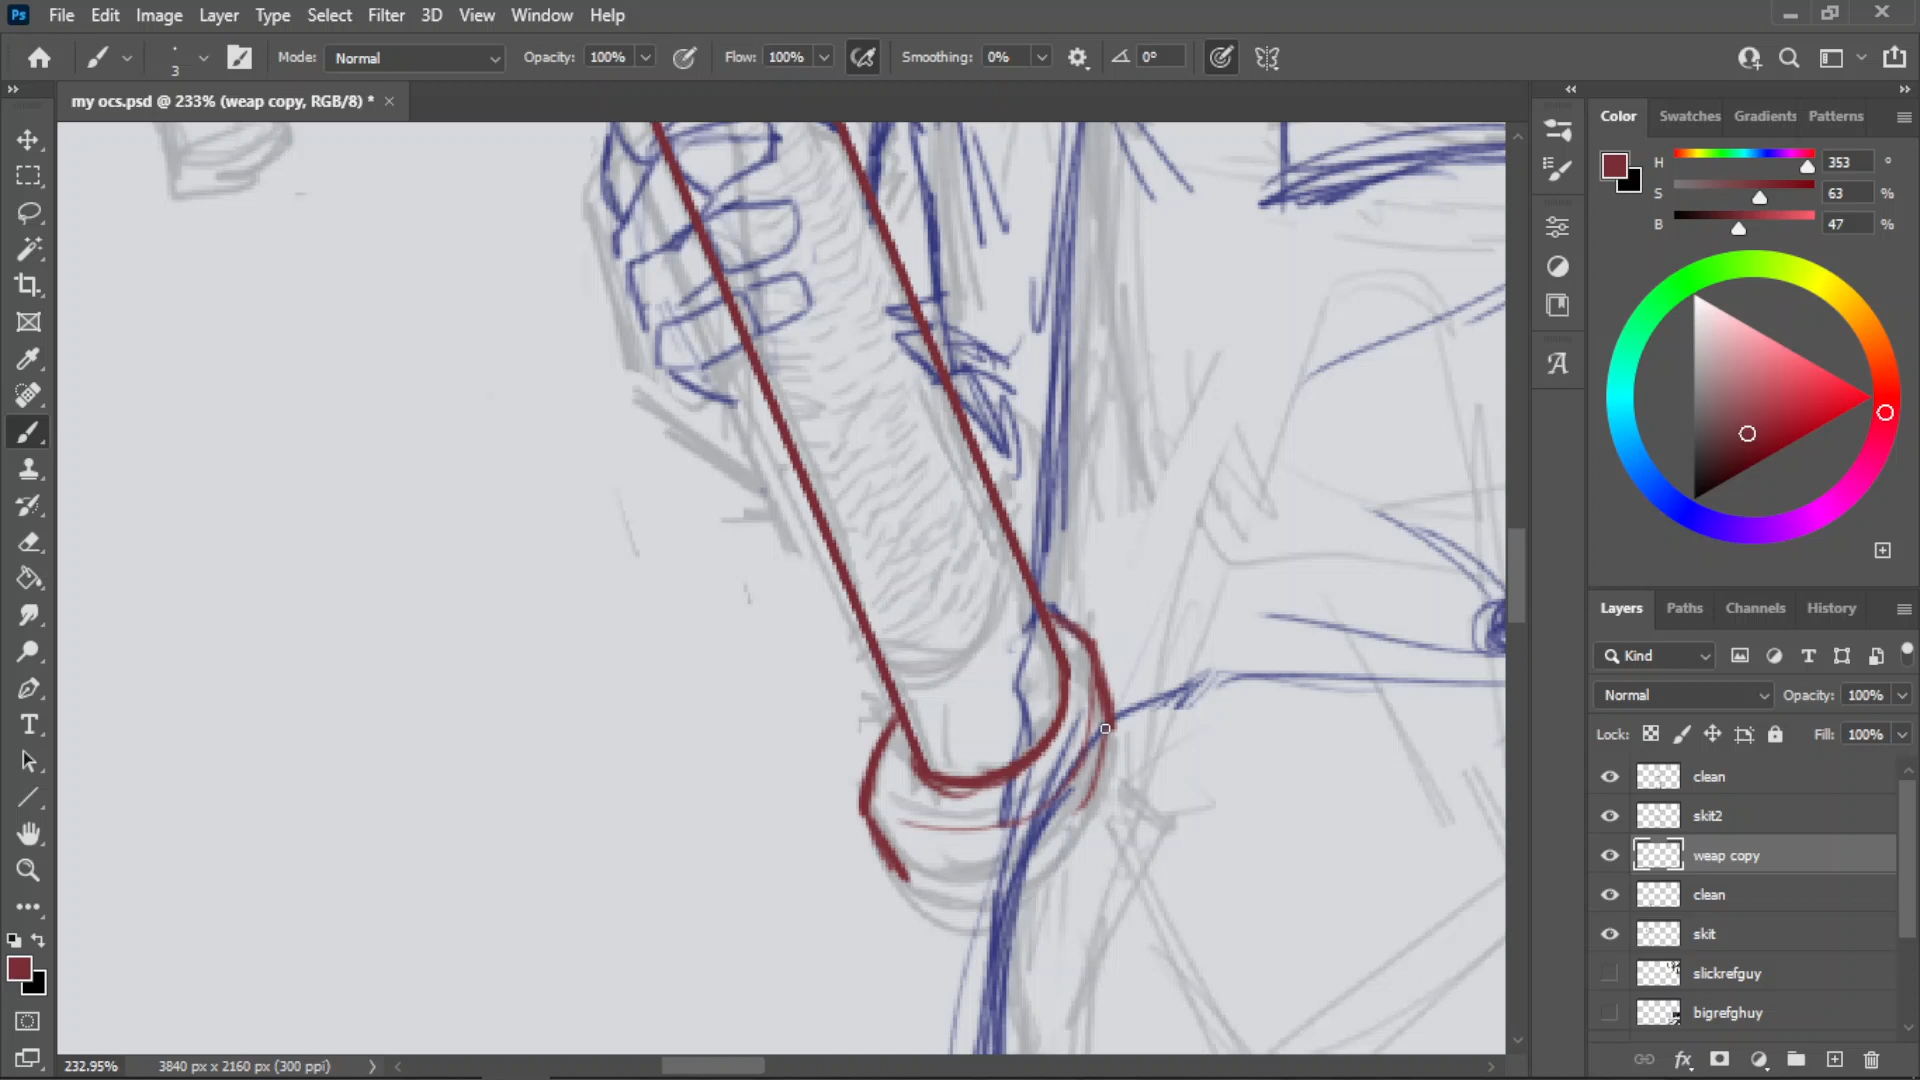 Ps File Edit Image Layer Type Select Filter 3D View Window Help
3 Mode: Normal Opacity: 100% Flow: 100% Smoothing: 0% 0°
my ocs.psd @ 233% (weap copy, RGB/8) *
Color Swatches Gradients Patterns
H 353 °
S 63 %
B 47 %
Layers Paths Channels History
Kind
Normal Opacity: 100%
Lock: Fill: 100%
clean
skit2
weap copy
clean
skit
slickrefguy
bigrefghuy
232.95% 3840 px x 2160 px (300 ppi)